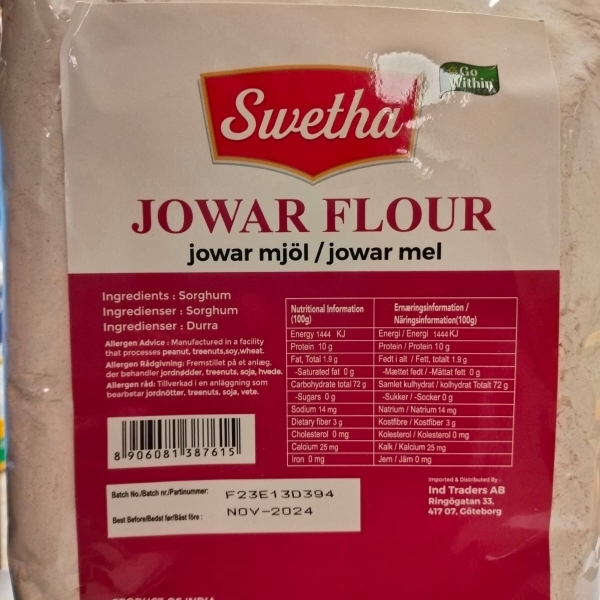 Go
Within
Swetha
JOWAR FLOUR
jowar mjöl / jowar mel
Ingredients : Sorghum
Ingredienser : Sorghum
Ingredienser : Durra
Allergen Advice : Manufactured in a facility
that processes peanut, treenuts,soy,wheat.
Allergen Rådgivning: Fremstillet på et anlæg,
der behandler jordnødder, treenuts, soja, hvede.
Allergen råd: Tillverkad i en anläggning som
bearbetar jordnötter, treenuts, soja, vete.
Nutritional Information
(100g)
Ernæringsinformation /
Näringsinformation(100g)
Energy 1444 KJ
Energi / Energi 1444 KJ
Protein 10 g
Protein / Protein 10 g
Fat, Total 1.9 g
Fedt i alt / Fett, totalt 1.9 g
-Saturated fat 0 g
-Mættet fedt / -Mättat fett 0 g
Carbohydrate total 72 g
Samlet kulhydrat / kolhydrat Totalt 72 g
-Sugars 0 g
-Sukker / -Socker 0 g
Sodium 14 mg
Natrium / Natrium 14 mg
Dietary fiber 3 g
Kostfibre / Kostfiber 3 g
Cholesterol 0 mg
Kolesterol / Kolesterol 0 mg
Calcium 25 mg
Kalk / Kalcium 25 mg
Iron 0 mg
Jern / Järn 0 mg
8 906081 387615
Batch No./Batch nr./Partinummer: F23E13D394
Best Before/Bedst før/Bäst före : NOV-2024
Imported & Distributed By :
Ind Traders AB
Ringögatan 33,
417 07, Göteborg
PRODUCT OF INDIA